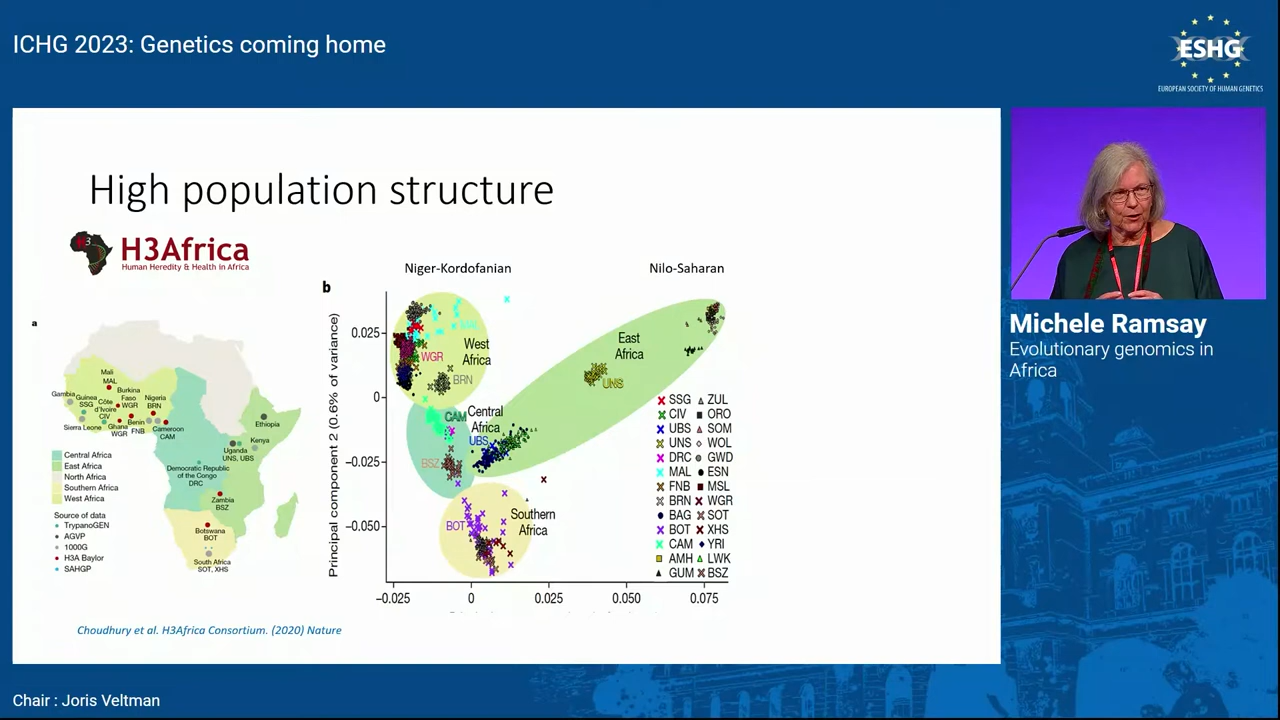 ICHG 2023: Genetics coming home
ESHG
EUROPEAN SOCIETY OF HUMAN GENETICS
High population structure
H3Africa
Human Heredity & Health in Africa
Niger-Kordofanian
Nilo-Saharan
a
Mali
MAL
Burkina
Faso
WGR
Gambia
Guinea
SSG
Côte
d'Ivoire
CIV
Nigeria
BRN
Sierra Leone
Ghana
WGR
Benin
FNB
Cameroon
CAM
Ethiopia
Kenya
Uganda
UNS, UBS
Democratic Republic
of the Congo
DRC
Zambia
BSZ
Botswana
BOT
South Africa
SOT, XHS
Central Africa
East Africa
North Africa
Southern Africa
West Africa
Source of data
TrypanoGEN
AGVP
1000G
H3A Baylor
SAHGP
b
Principal component 2 (0.6% of variance)
0.025
0
−0.025
−0.050
−0.025
0
0.025
0.050
0.075
West
Africa
WGR
BRN
East
Africa
UNS
CAM
Central
Africa
UBS
BSZ
Southern
Africa
BOT
SSG ZUL
CIV ORO
UBS SOM
UNS WOL
DRC GWD
MAL ESN
FNB MSL
BRN WGR
BAG SOT
BOT XHS
CAM YRI
AMH LWK
GUM BSZ
Choudhury et al. H3Africa Consortium. (2020) Nature
Michele Ramsay
Evolutionary genomics in
Africa
Chair : Joris Veltman